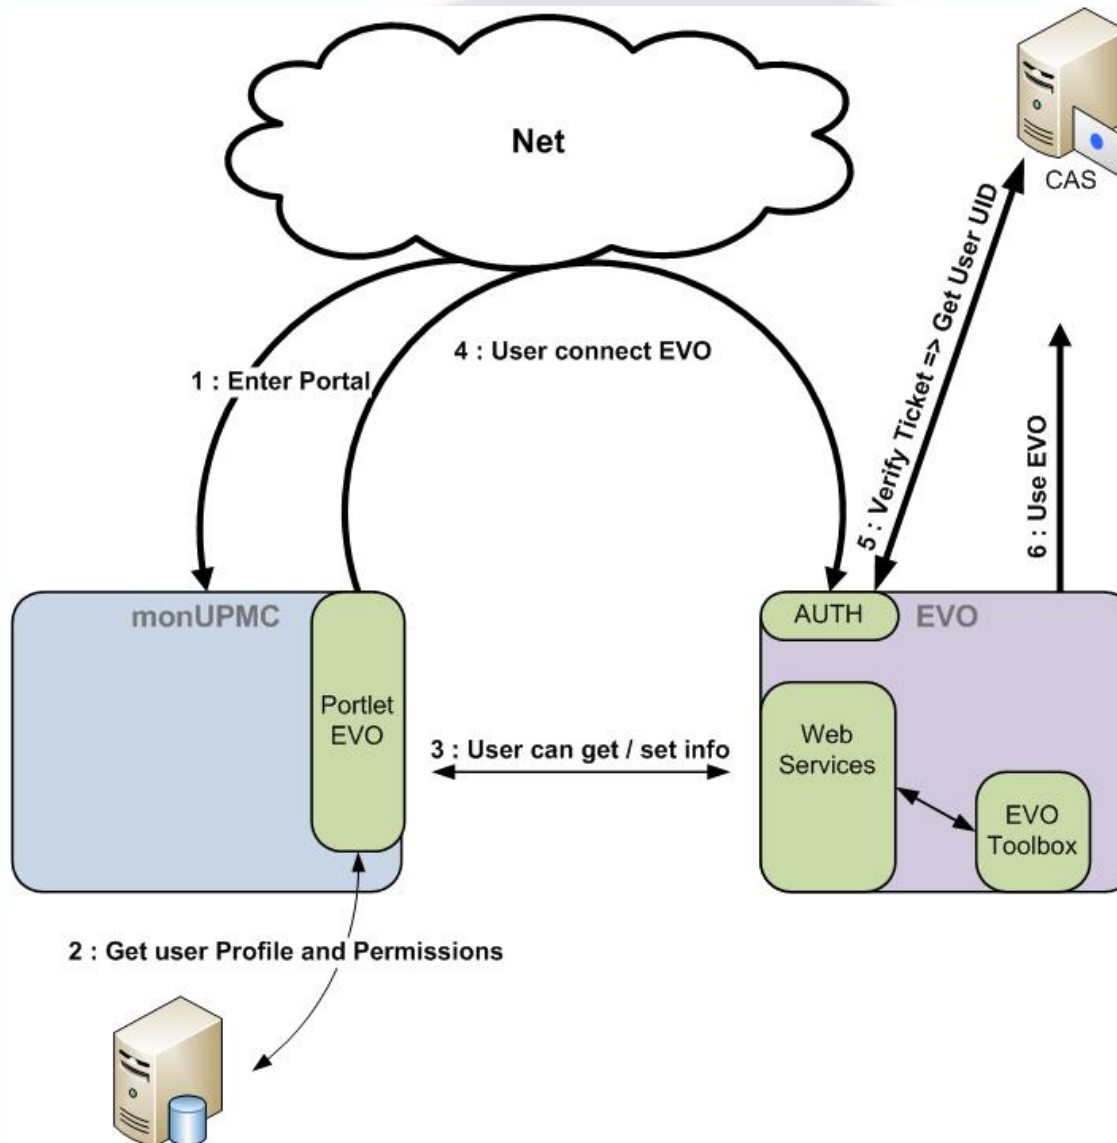 Net
CAS
5 : Verify Ticket => Get User UID
4 : User connect EVO
1 : Enter Portal
6 : Use EVO
monUPMC
AUTH
EVO
Portlet
EVO
3 : User can get / set info
Web
Services
EVO
Toolbox
2 : Get user Profile and Permissions